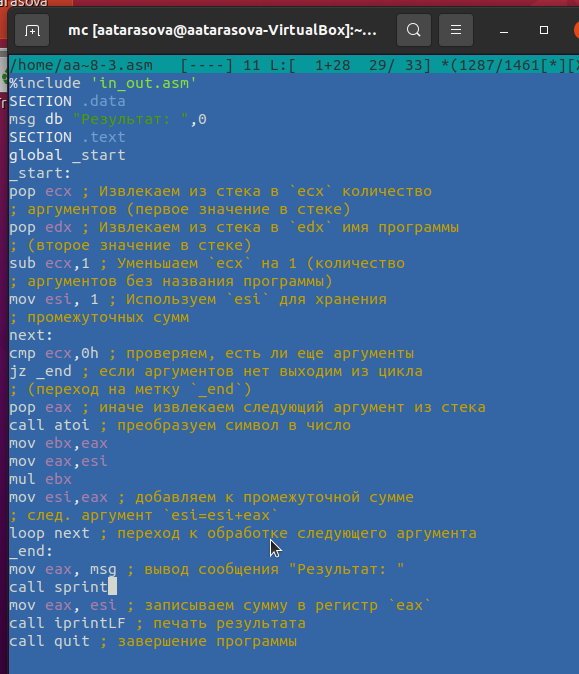 tarasova
mc [aatarasova@aatarasova-VirtualBox]:~...
/home/aa~8-3.asm [----] 11 L:[ 1+28 29/ 33] *(1287/1461[*][X
%include 'in_out.asm'
SECTION .data
msg db "Результат: ",0
SECTION .text
global _start
_start:
pop ecx ; Извлекаем из стека в `ecx` количество
; аргументов (первое значение в стеке)
pop edx ; Извлекаем из стека в `edx` имя программы
; (второе значение в стеке)
sub ecx,1 ; Уменьшаем `ecx` на 1 (количество
; аргументов без названия программы)
mov esi, 1 ; Используем `esi` для хранения
; промежуточных сумм
next:
cmp ecx,0h ; проверяем, есть ли еще аргументы
jz _end ; если аргументов нет выходим из цикла
; (переход на метку `_end`)
pop eax ; иначе извлекаем следующий аргумент из стека
call atoi ; преобразуем символ в число
mov ebx,eax
mov eax,esi
mul ebx
mov esi,eax ; добавляем к промежуточной сумме
; след. аргумент `esi=esi+eax`
loop next ; переход к обработке следующего аргумента
_end:
mov eax, msg ; вывод сообщения "Результат: "
call sprint
mov eax, esi ; записываем сумму в регистр `eax`
call iprintLF ; печать результата
call quit ; завершение программы